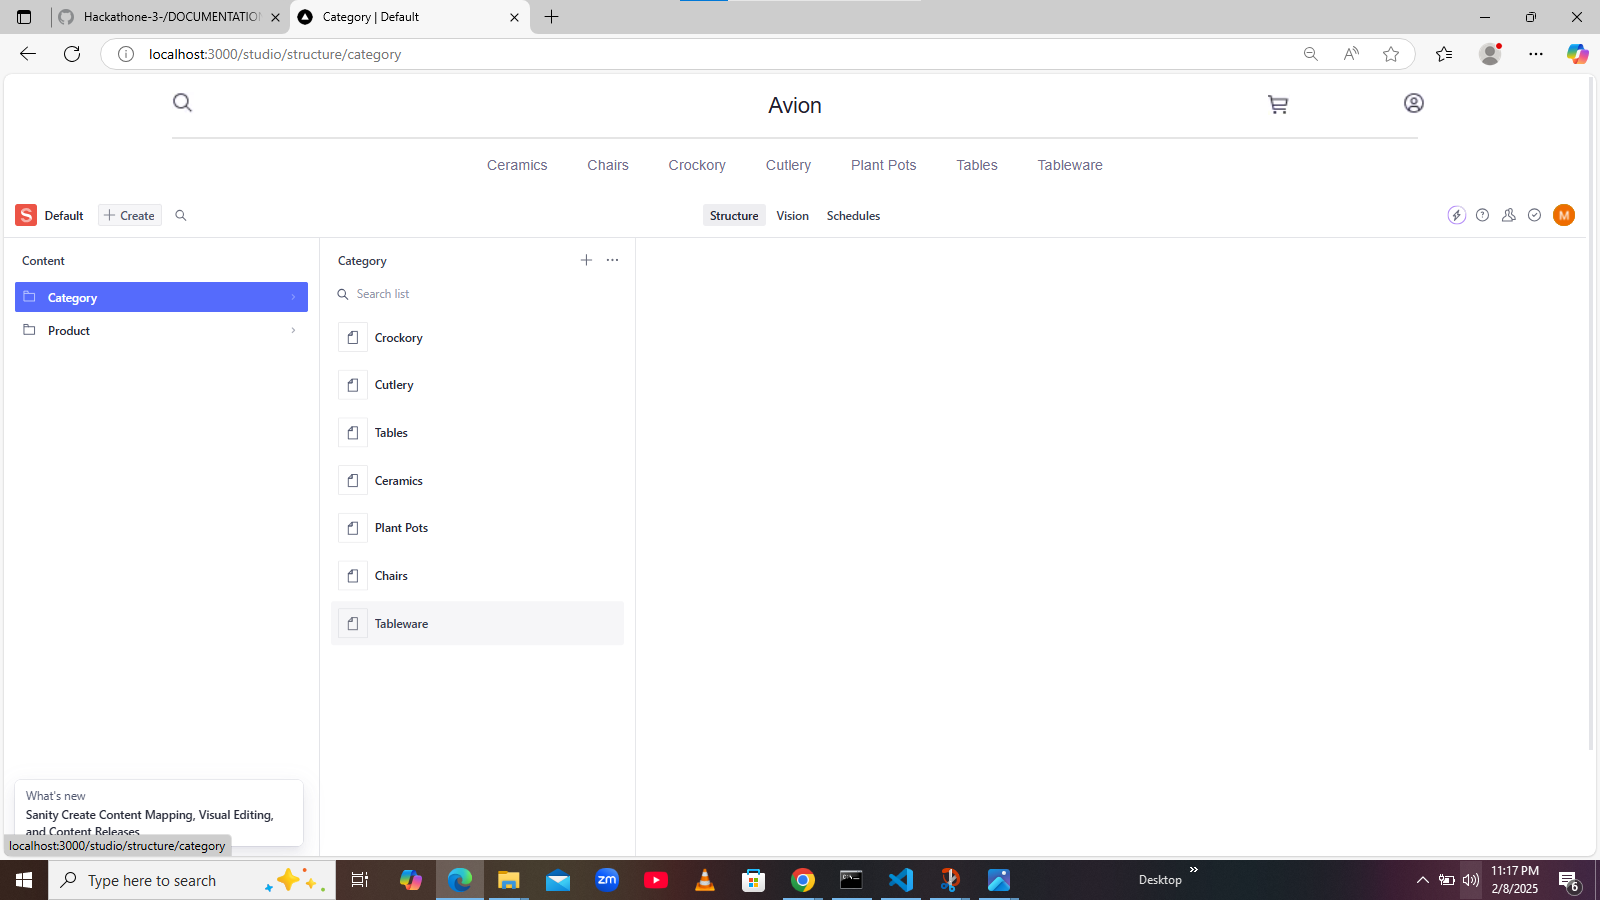 Hackathone-3-/DOCUMENTATION
Category | Default
localhost:3000/studio/structure/category
Avion
Ceramics Chairs Crockory Cutlery Plant Pots Tables Tableware
S Default + Create Structure Vision Schedules M
Content
Category
Product
Category
Search list
Crockory
Cutlery
Tables
Ceramics
Plant Pots
Chairs
Tableware
What's new
Sanity Create Content Mapping, Visual Editing,
and Content Releases
localhost:3000/studio/structure/category
Type here to search
zm
Desktop
11:17 PM
2/8/2025
6